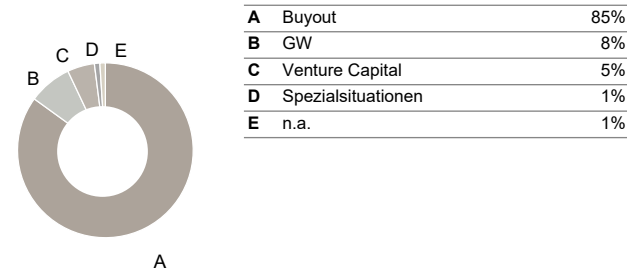 A Buyout 85%
B GW 8%
C Venture Capital 5%
D Spezialsituationen 1%
E n.a. 1%
D E
C
B
A